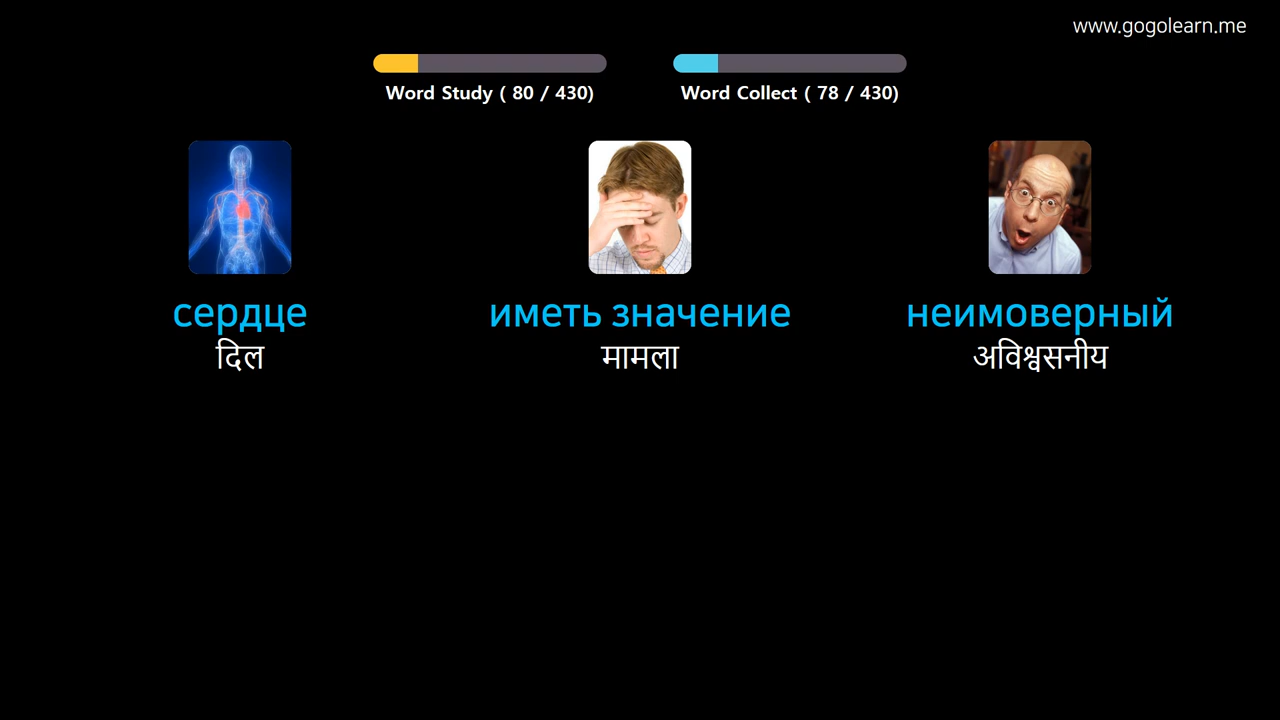 www.gogolearn.me
Word Study ( 80 / 430)
Word Collect ( 78 / 430)
сердце
иметь значение
неимоверный
दिल
मामला
अविश्वसनीय